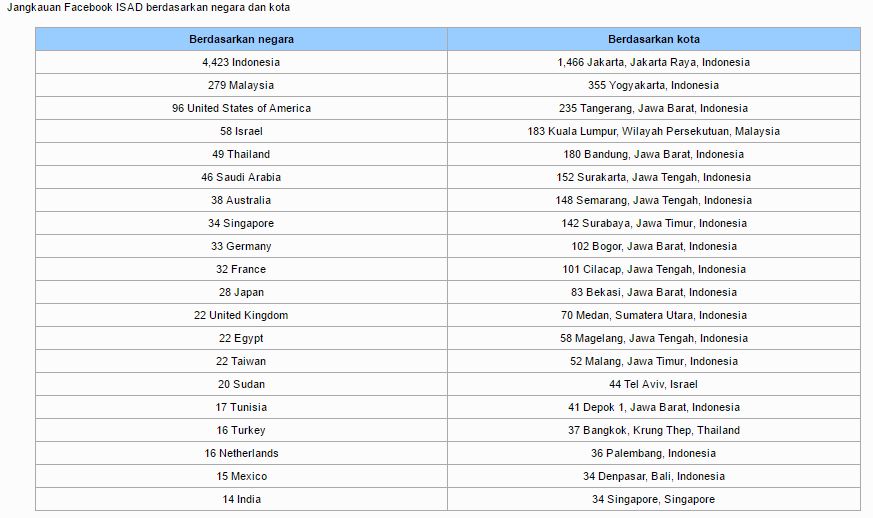 Jangkauan Facebook ISAD berdasarkan negara dan kota
Berdasarkan negara Berdasarkan kota
4,423 Indonesia 1,466 Jakarta, Jakarta Raya, Indonesia
279 Malaysia 355 Yogyakarta, Indonesia
96 United States of America 235 Tangerang, Jawa Barat, Indonesia
58 Israel 183 Kuala Lumpur, Wilayah Persekutuan, Malaysia
49 Thailand 180 Bandung, Jawa Barat, Indonesia
46 Saudi Arabia 152 Surakarta, Jawa Tengah, Indonesia
38 Australia 148 Semarang, Jawa Tengah, Indonesia
34 Singapore 142 Surabaya, Jawa Timur, Indonesia
33 Germany 102 Bogor, Jawa Barat, Indonesia
32 France 101 Cilacap, Jawa Tengah, Indonesia
28 Japan 83 Bekasi, Jawa Barat, Indonesia
22 United Kingdom 70 Medan, Sumatera Utara, Indonesia
22 Egypt 58 Magelang, Jawa Tengah, Indonesia
22 Taiwan 52 Malang, Jawa Timur, Indonesia
20 Sudan 44 Tel Aviv, Israel
17 Tunisia 41 Depok 1, Jawa Barat, Indonesia
16 Turkey 37 Bangkok, Krung Thep, Thailand
16 Netherlands 36 Palembang, Indonesia
15 Mexico 34 Denpasar, Bali, Indonesia
14 India 34 Singapore, Singapore